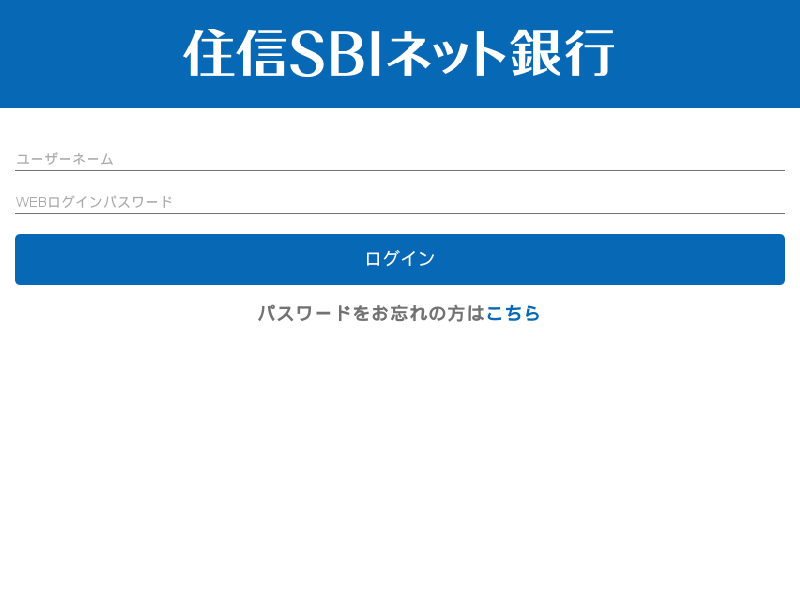 住信SBIネット銀行
ユーザーネーム
WEBログインパスワード
ログイン
パスワードをお忘れの方はこちら